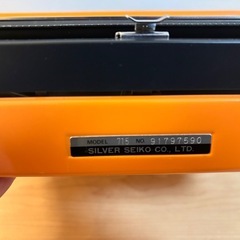 MODEL 715 NO. 91797590
SILVER SEIKO CO., LTD.